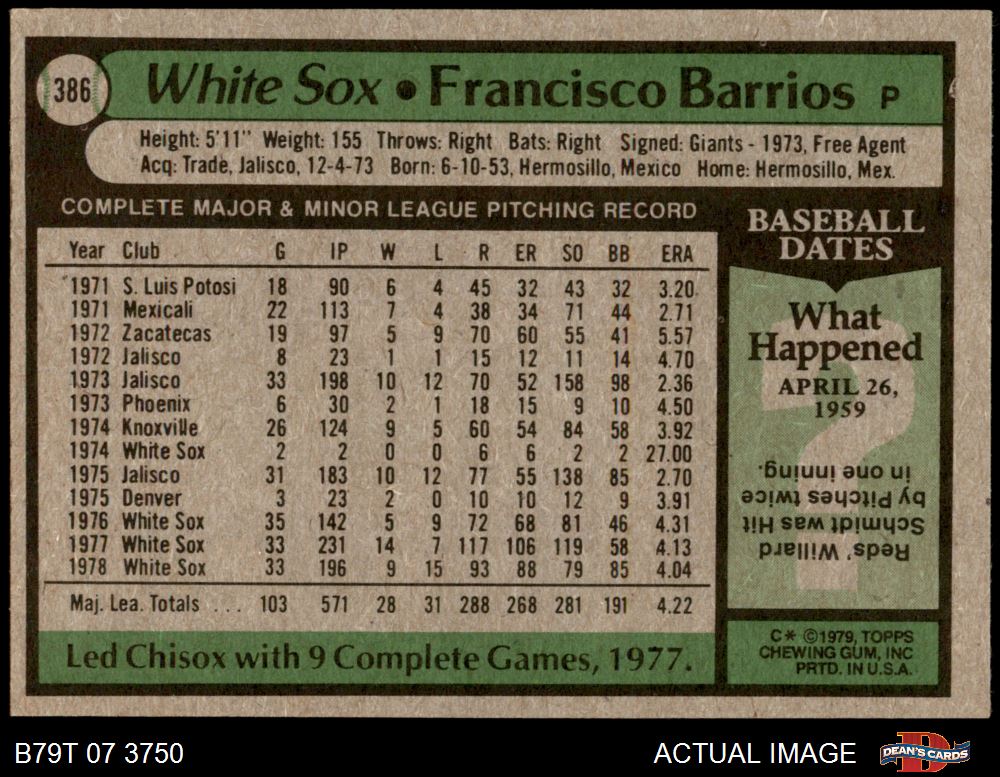 386
White Sox • Francisco Barrios P
Height: 5'11" Weight: 155 Throws: Right Bats: Right Signed: Giants - 1973, Free Agent
Acq: Trade, Jalisco, 12-4-73 Born: 6-10-53, Hermosillo, Mexico Home: Hermosillo, Mex.
COMPLETE MAJOR & MINOR LEAGUE PITCHING RECORD
Year Club G IP W L R ER SO BB ERA
1971 S. Luis Potosi 18 90 6 4 45 32 43 32 3.20
1971 Mexicali 22 113 7 4 38 34 71 44 2.71
1972 Zacatecas 19 97 5 9 70 60 55 41 5.57
1972 Jalisco 8 23 1 1 15 12 11 14 4.70
1973 Jalisco 33 198 10 12 70 52 158 98 2.36
1973 Phoenix 6 30 2 1 18 15 9 10 4.50
1974 Knoxville 26 124 9 5 60 54 84 58 3.92
1974 White Sox 2 2 0 0 6 6 2 2 27.00
1975 Jalisco 31 183 10 12 77 55 138 85 2.70
1975 Denver 3 23 2 0 10 10 12 9 3.91
1976 White Sox 35 142 5 9 72 68 81 46 4.31
1977 White Sox 33 231 14 7 117 106 119 58 4.13
1978 White Sox 33 196 9 15 93 88 79 85 4.04
Maj. Lea. Totals ... 103 571 28 31 288 268 281 191 4.22
Led Chisox with 9 Complete Games, 1977.
BASEBALL
DATES
What
Happened
APRIL 26,
1959
Reds' Willard
Schmidt was Hit
by Pitches twice
in one inning.
C* ©1979, TOPPS
CHEWING GUM, INC
PRTD. IN U.S.A.
B79T 07 3750
ACTUAL IMAGE
DEAN'S CARDS